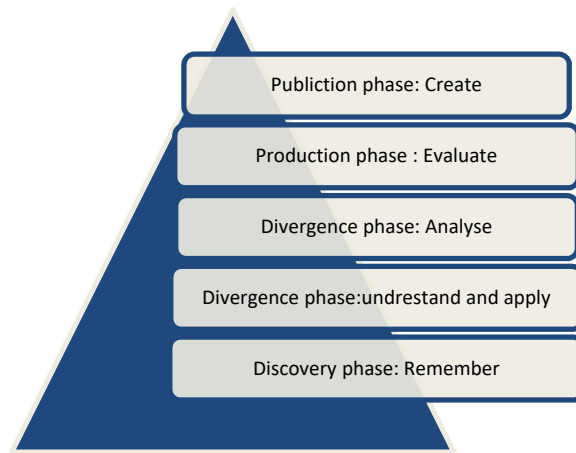 Publiction phase: Create
Production phase : Evaluate
Divergence phase: Analyse
Divergence phase:undrestand and apply
Discovery phase: Remember